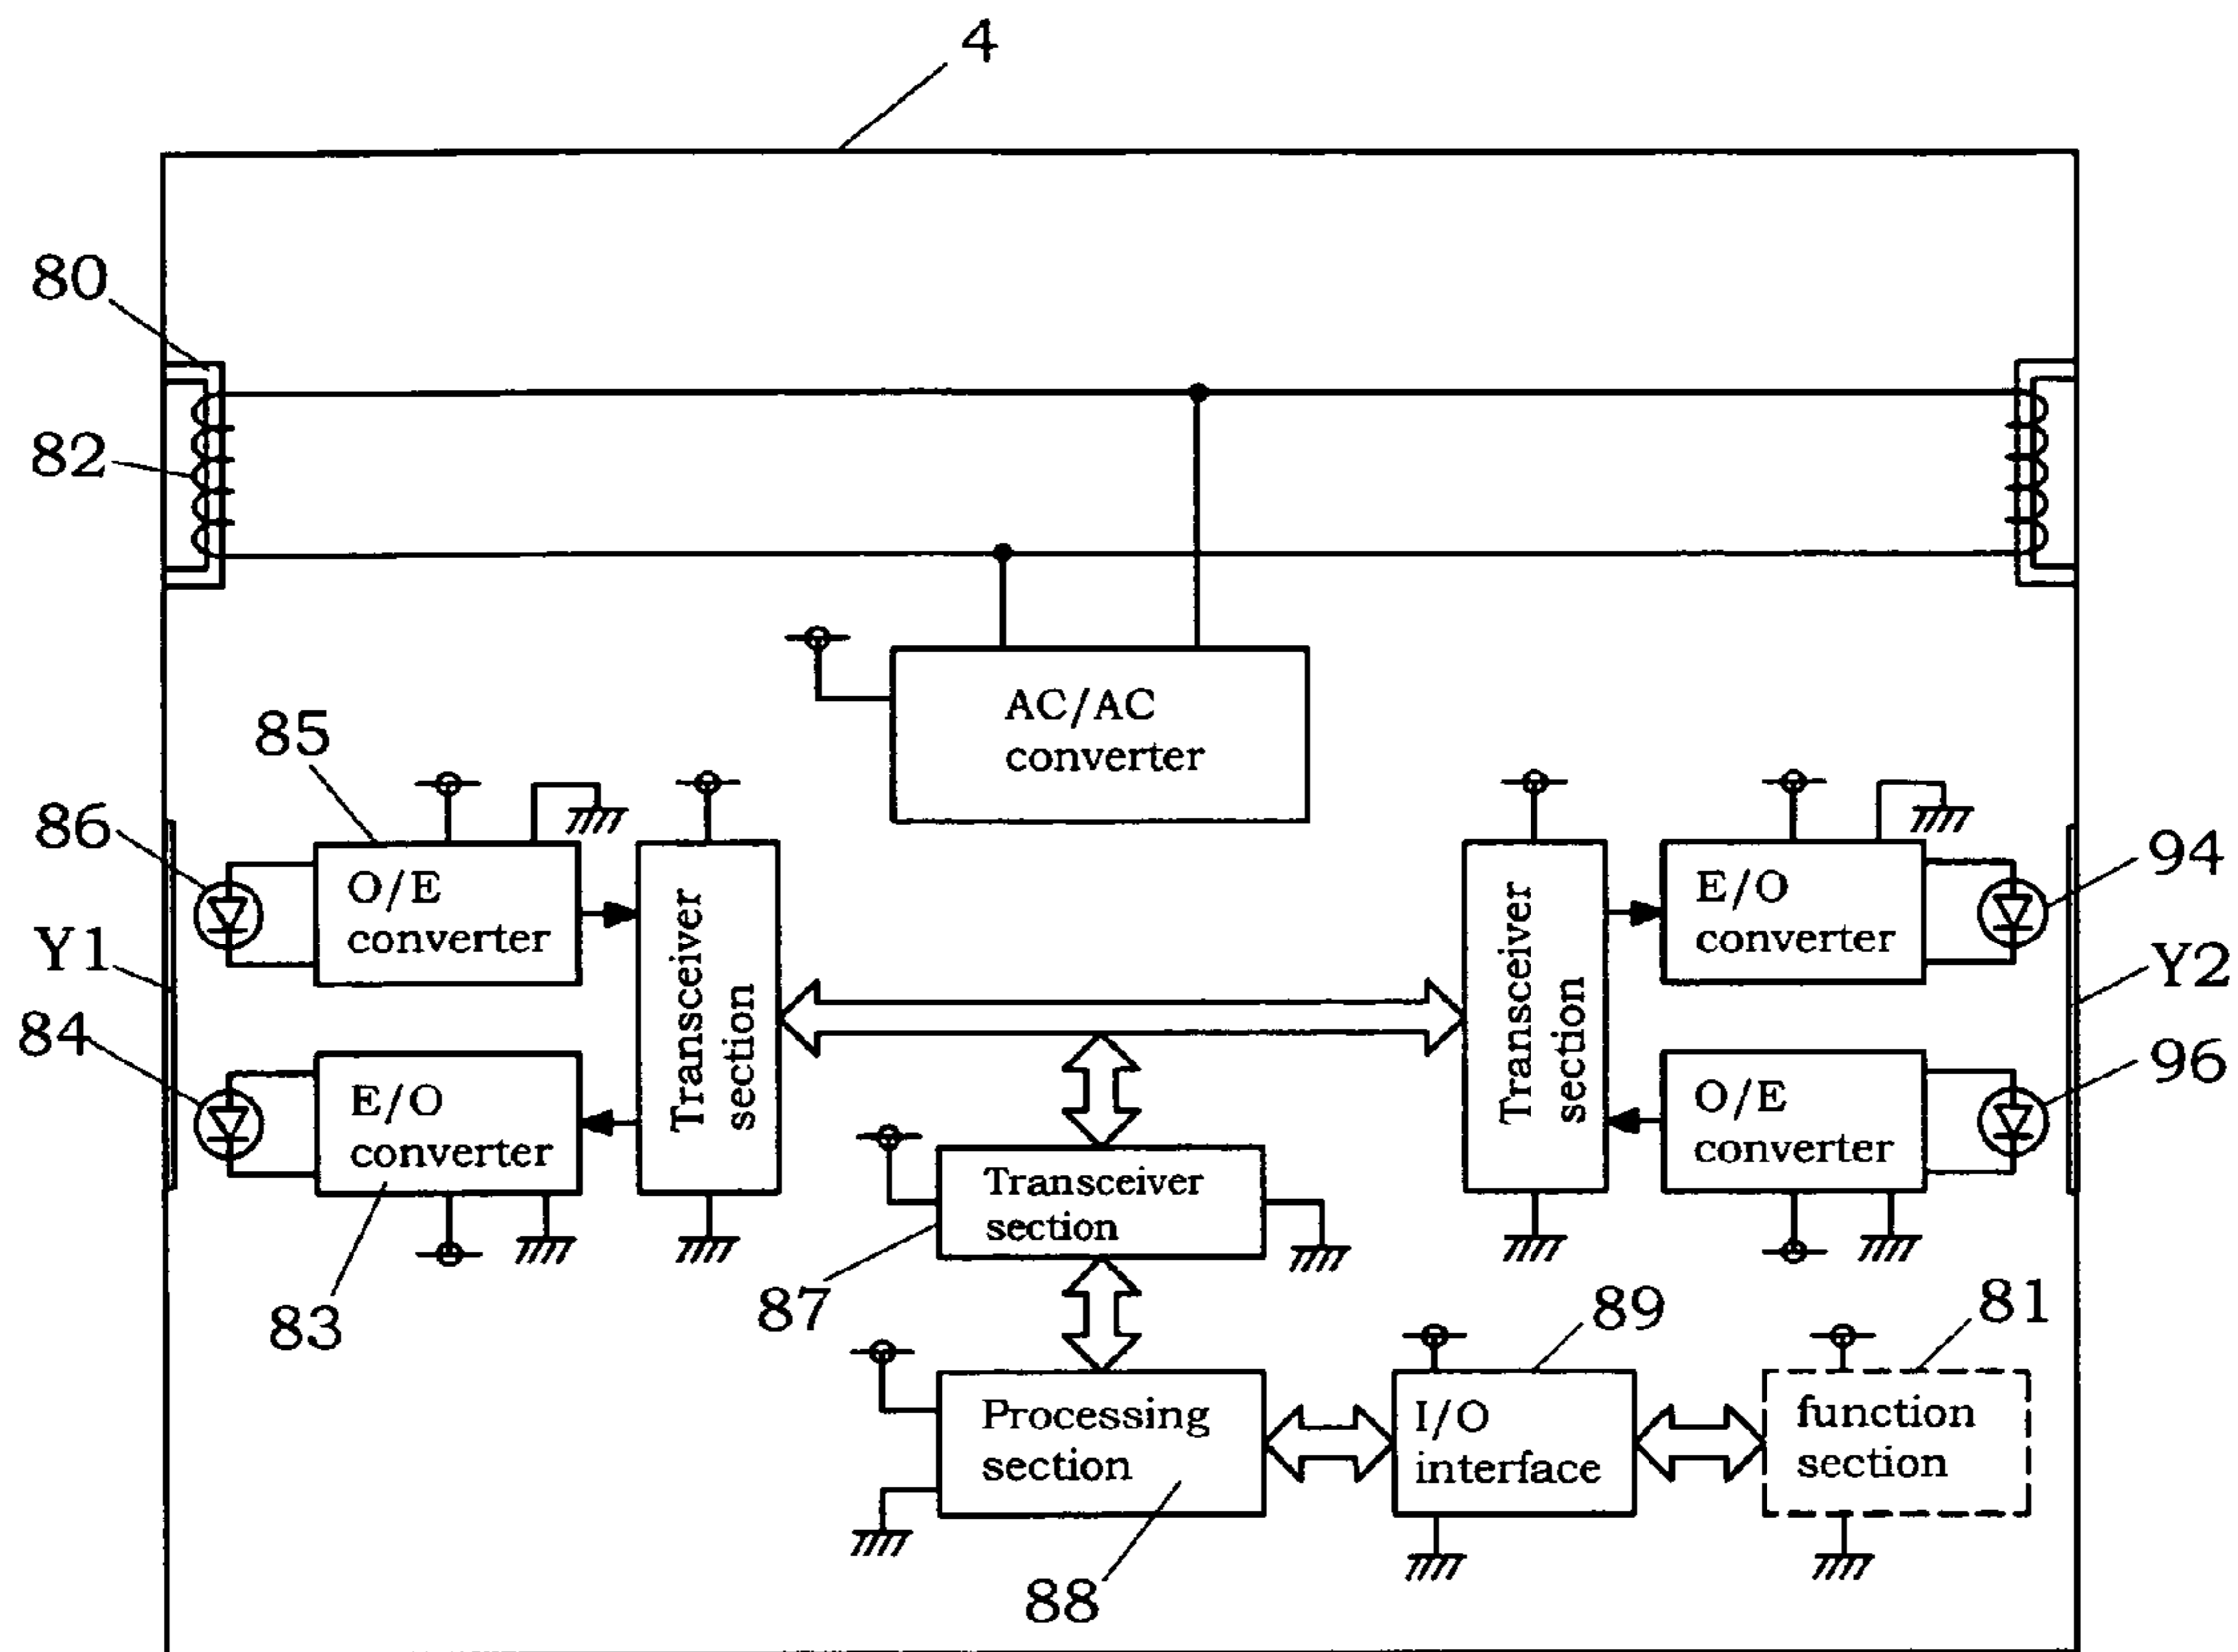 4
80
82
AC/AC
converter
85
86
O/E
converter
Transceiver
section
Transceiver
section
E/O
converter
94
Y1
Y2
84
E/O
converter
O/E
converter
96
Transceiver
section
83
87
89
81
Processing
section
I/O
interface
function
section
88